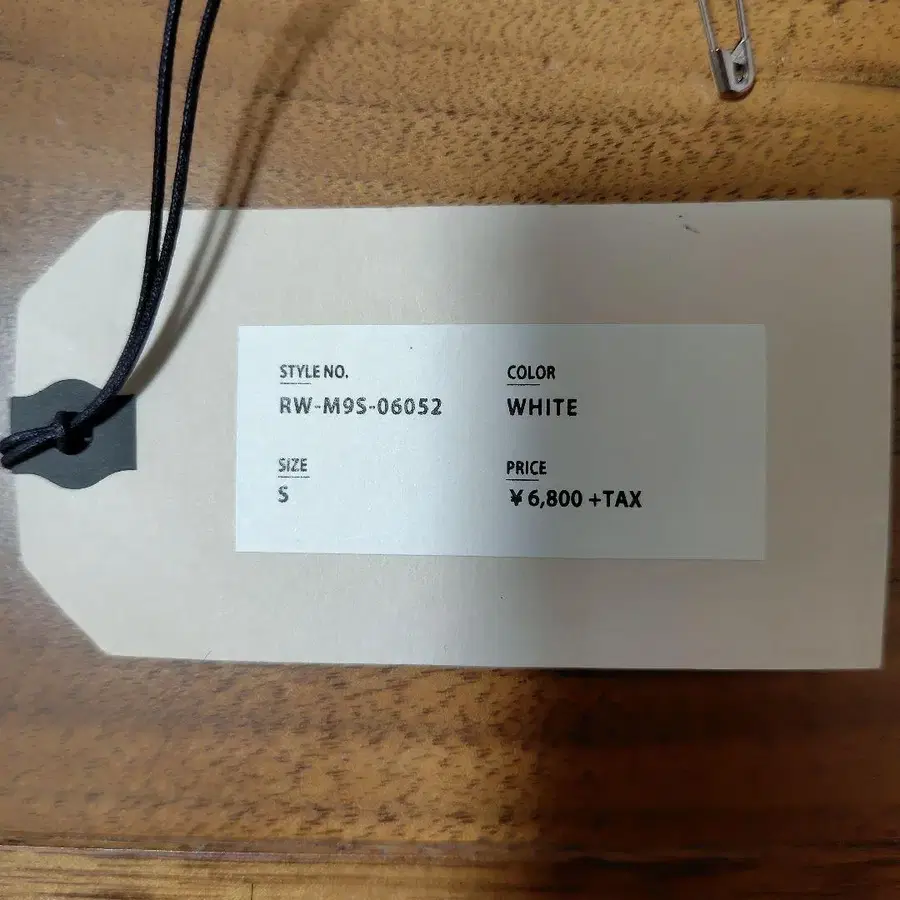 STYLE NO.
RW-M9S-06052
COLOR
WHITE
SIZE
S
PRICE
¥6,800 +TAX